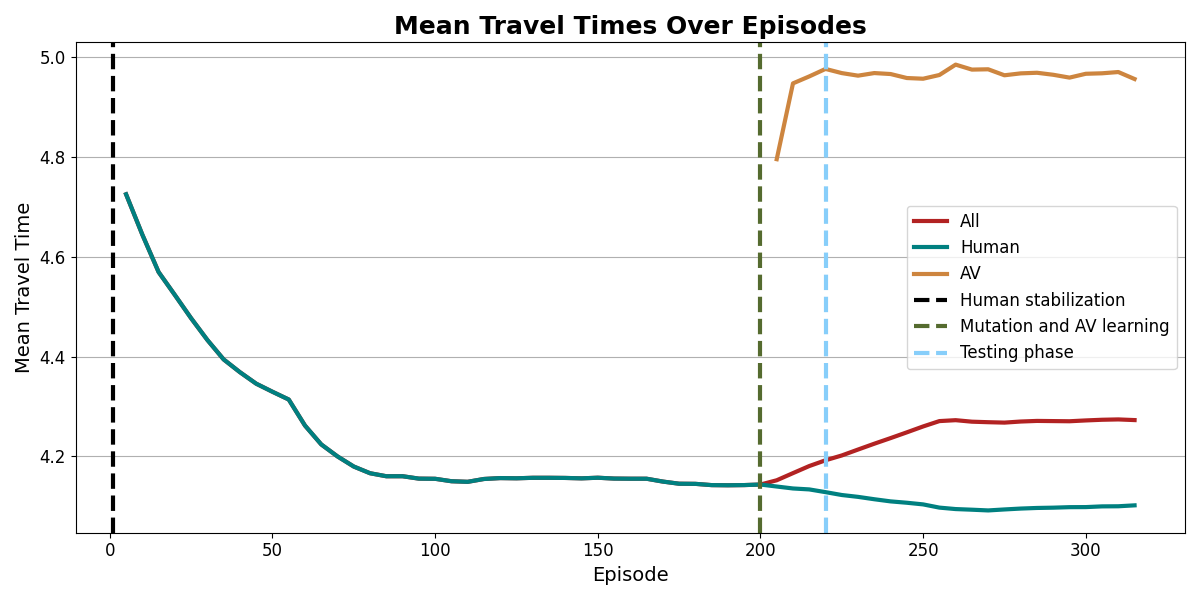 Mean Travel Times Over Episodes
Mean Travel Time
5.0
4.8
4.6
4.4
4.2
All
Human
AV
Human stabilization
Mutation and AV learning
Testing phase
0
50
100
150
200
250
300
Episode